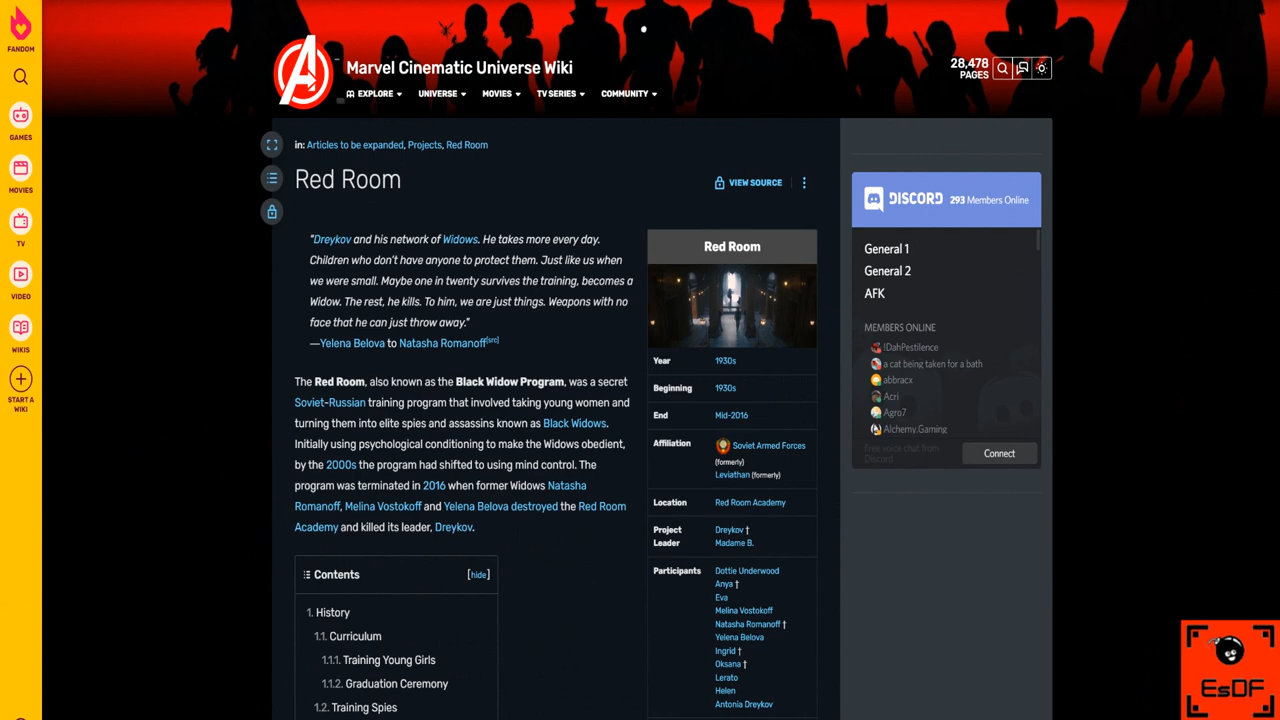 FANDOM
GAMES
MOVIES
TV
VIDEO
WIKIS
START A
WIKI
Marvel Cinematic Universe Wiki
EXPLORE
UNIVERSE
MOVIES
TV SERIES
COMMUNITY
28,478
PAGES
in: Articles to be expanded, Projects, Red Room
Red Room
VIEW SOURCE
"Dreykov and his network of Widows. He takes more every day.
Children who don't have anyone to protect them. Just like us when
we were small. Maybe one in twenty survives the training, becomes a
Widow. The rest, he kills. To him, we are just things. Weapons with no
face that he can just throw away."
—Yelena Belova to Natasha Romanoff[src]
The Red Room, also known as the Black Widow Program, was a secret
Soviet-Russian training program that involved taking young women and
turning them into elite spies and assassins known as Black Widows.
Initially using psychological conditioning to make the Widows obedient,
by the 2000s the program had shifted to using mind control. The
program was terminated in 2016 when former Widows Natasha
Romanoff, Melina Vostokoff and Yelena Belova destroyed the Red Room
Academy and killed its leader, Dreykov.
Contents [hide]
1. History
1.1. Curriculum
1.1.1. Training Young Girls
1.1.2. Graduation Ceremony
1.2. Training Spies
Red Room
Year 1930s
Beginning 1930s
End Mid-2016
Affiliation Soviet Armed Forces
(formerly)
Leviathan (formerly)
Location Red Room Academy
Project Dreykov †
Leader Madame B.
Participants Dottie Underwood
Anya †
Eva
Melina Vostokoff
Natasha Romanoff †
Yelena Belova
Ingrid †
Oksana †
Lerato
Helen
Antonia Dreykov
DISCORD 293 Members Online
General 1
General 2
AFK
MEMBERS ONLINE
!DahPestilence
a cat being taken for a bath
abbracx
Acri
Agro7
Alchemy.Gaming
Free voice chat from
Discord
Connect
EsDF